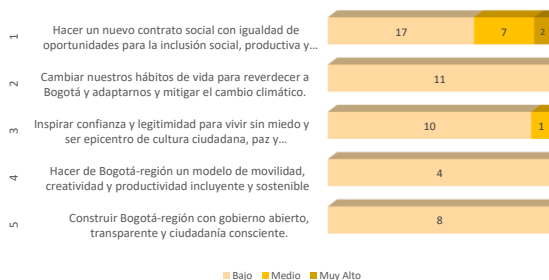 1
Hacer un nuevo contrato social con igualdad de
oportunidades para la inclusión social, productiva y…
17 7 2
2
Cambiar nuestros hábitos de vida para reverdecer a
Bogotá y adaptarnos y mitigar el cambio climático.
11
3
Inspirar confianza y legitimidad para vivir sin miedo y
ser epicentro de cultura ciudadana, paz y…
10 1
4
Hacer de Bogotá-región un modelo de movilidad,
creatividad y productividad incluyente y sostenible
4
5
Construir Bogotá-región con gobierno abierto,
transparente y ciudadanía consciente.
8
Bajo Medio Muy Alto